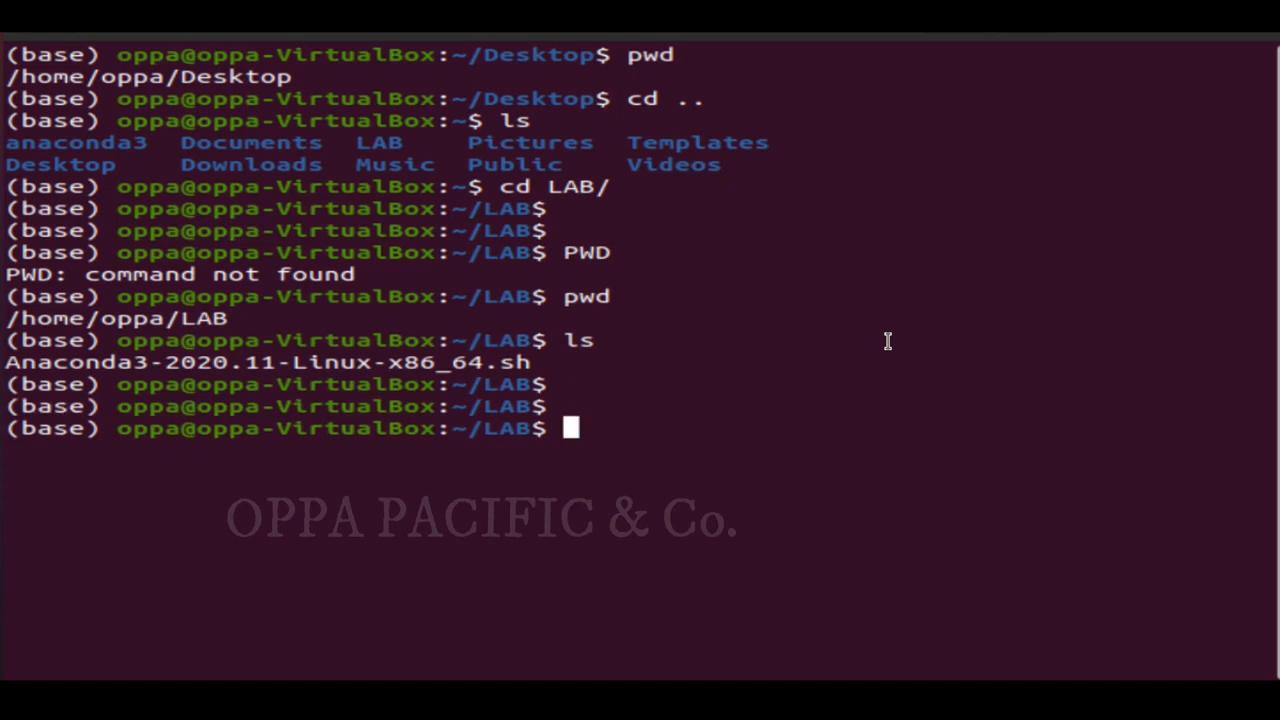 (base) oppa@oppa-VirtualBox:~/Desktop$ pwd
/home/oppa/Desktop
(base) oppa@oppa-VirtualBox:~/Desktop$ cd ..
(base) oppa@oppa-VirtualBox:~$ ls
anaconda3 Documents LAB Pictures Templates
Desktop Downloads Music Public Videos
(base) oppa@oppa-VirtualBox:~$ cd LAB/
(base) oppa@oppa-VirtualBox:~/LAB$
(base) oppa@oppa-VirtualBox:~/LAB$
(base) oppa@oppa-VirtualBox:~/LAB$ PWD
PWD: command not found
(base) oppa@oppa-VirtualBox:~/LAB$ pwd
/home/oppa/LAB
(base) oppa@oppa-VirtualBox:~/LAB$ ls
Anaconda3-2020.11-Linux-x86_64.sh
(base) oppa@oppa-VirtualBox:~/LAB$
(base) oppa@oppa-VirtualBox:~/LAB$
(base) oppa@oppa-VirtualBox:~/LAB$
OPPA PACIFIC & Co.